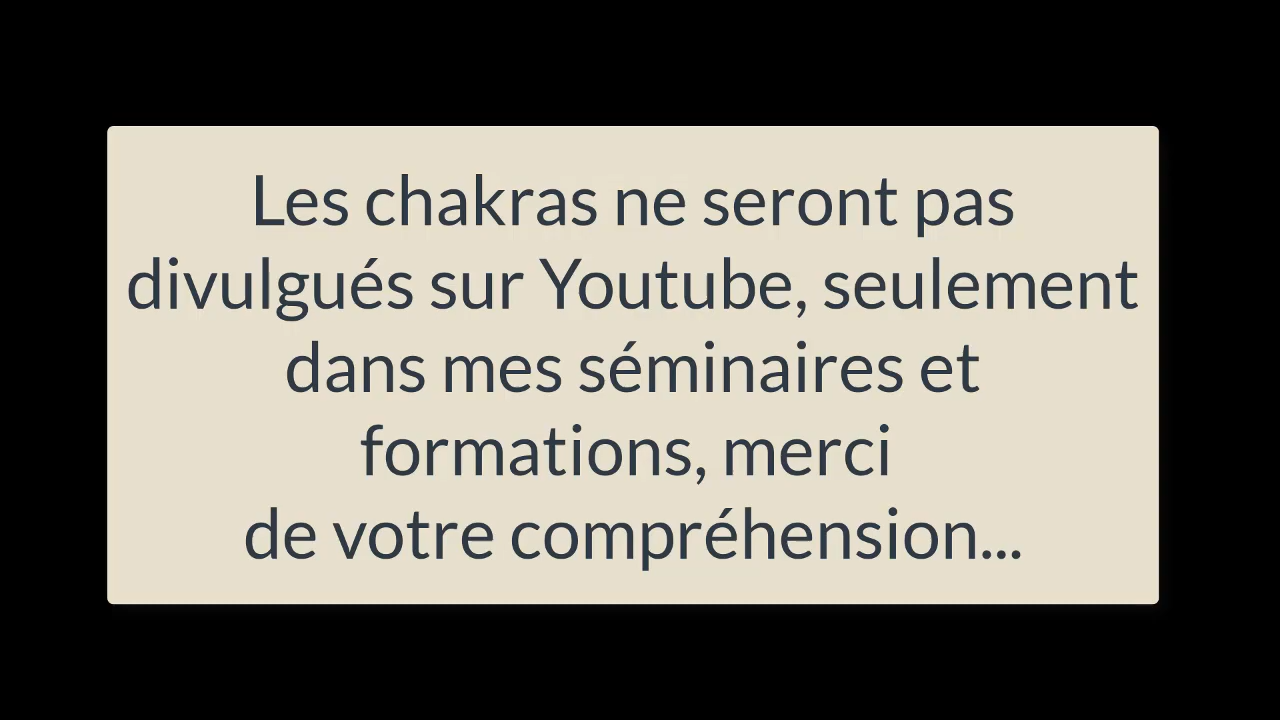 Les chakras ne seront pas
divulgués sur Youtube, seulement
dans mes séminaires et
formations, merci
de votre compréhension...